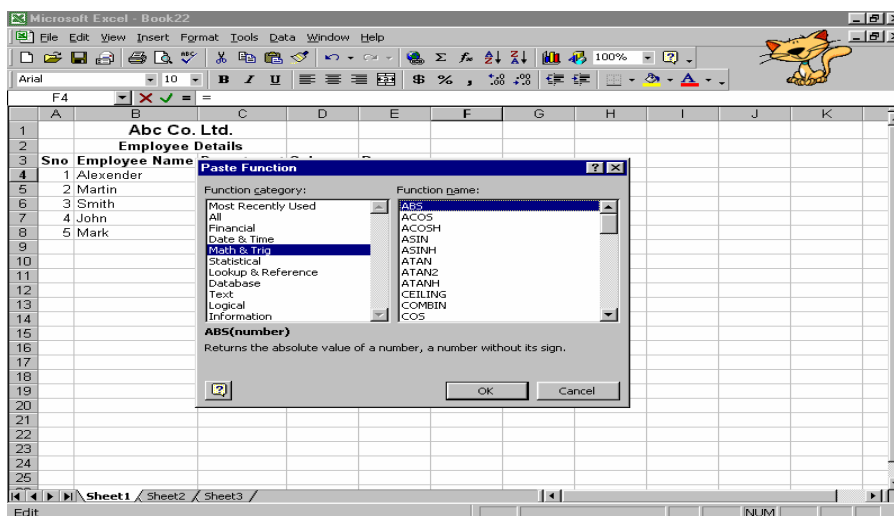 Microsoft Excel - Book22
File Edit View Insert Format Tools Data Window Help
100%
Arial 10 B I U $ % ,
F4 = =
A B C D E F G H I J K
1 Abc Co. Ltd.
2 Employee Details
3 Sno Employee Name
4 1 Alexender
5 2 Martin
6 3 Smith
7 4 John
8 5 Mark
9
10
11
12
13
14
15
16
17
18
19
20
21
22
23
24
25
Paste Function
Function category: Function name:
Most Recently Used ABS
All ACOS
Financial ACOSH
Date & Time ASIN
Math & Trig ASINH
Statistical ATAN
Lookup & Reference ATAN2
Database ATANH
Text CEILING
Logical COMBIN
Information COS
ABS(number)
Returns the absolute value of a number, a number without its sign.
OK Cancel
Sheet1 Sheet2 Sheet3
Edit NUM